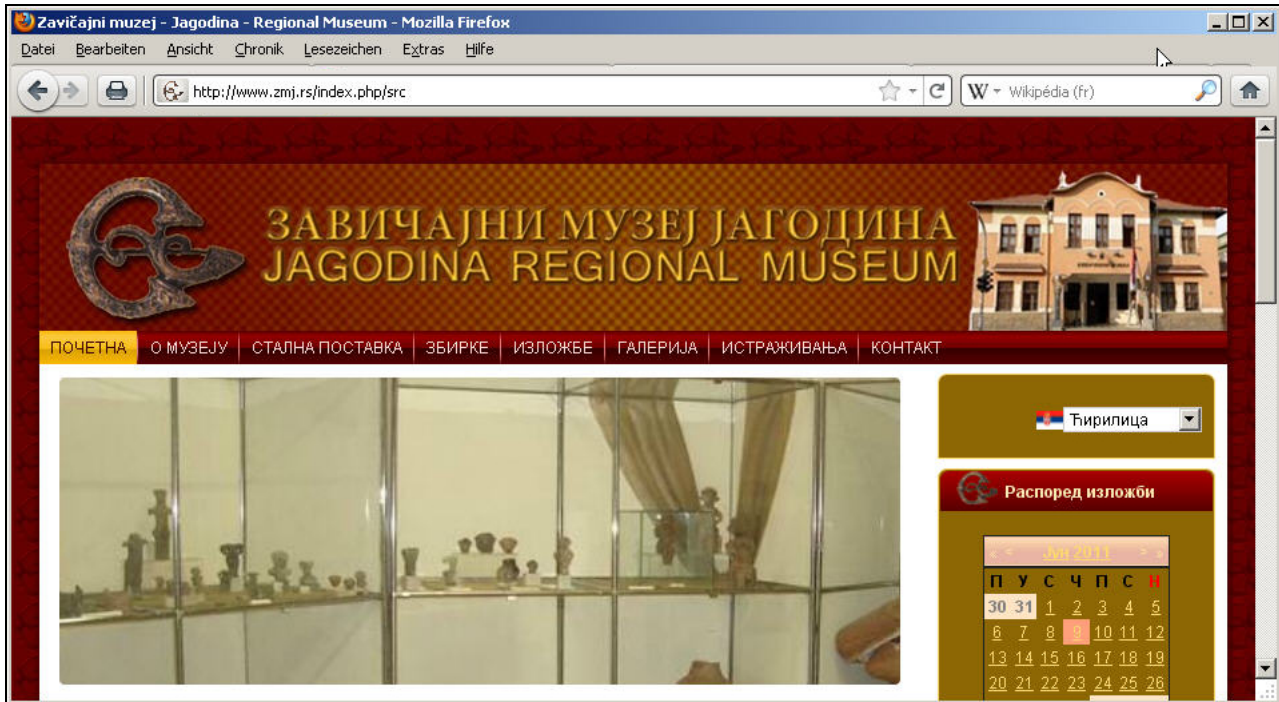 Zavičajni muzej - Jagodina - Regional Museum - Mozilla Firefox
Datei Bearbeiten Ansicht Chronik Lesezeichen Extras Hilfe
http://www.zmj.rs/index.php/src
W Wikipédia (fr)
ЗАВИЧАЈНИ МУЗЕЈ ЈАГОДИНА
JAGODINA REGIONAL MUSEUM
ПОЧЕТНА О МУЗЕЈУ СТАЛНА ПОСТАВКА ЗБИРКЕ ИЗЛОЖБЕ ГАЛЕРИЈА ИСТРАЖИВАЊА КОНТАКТ
Ћирилица
Распоред изложби
« < Јун 2011 > »
П У С Ч П С Н
30 31 1 2 3 4 5
6 7 8 9 10 11 12
13 14 15 16 17 18 19
20 21 22 23 24 25 26